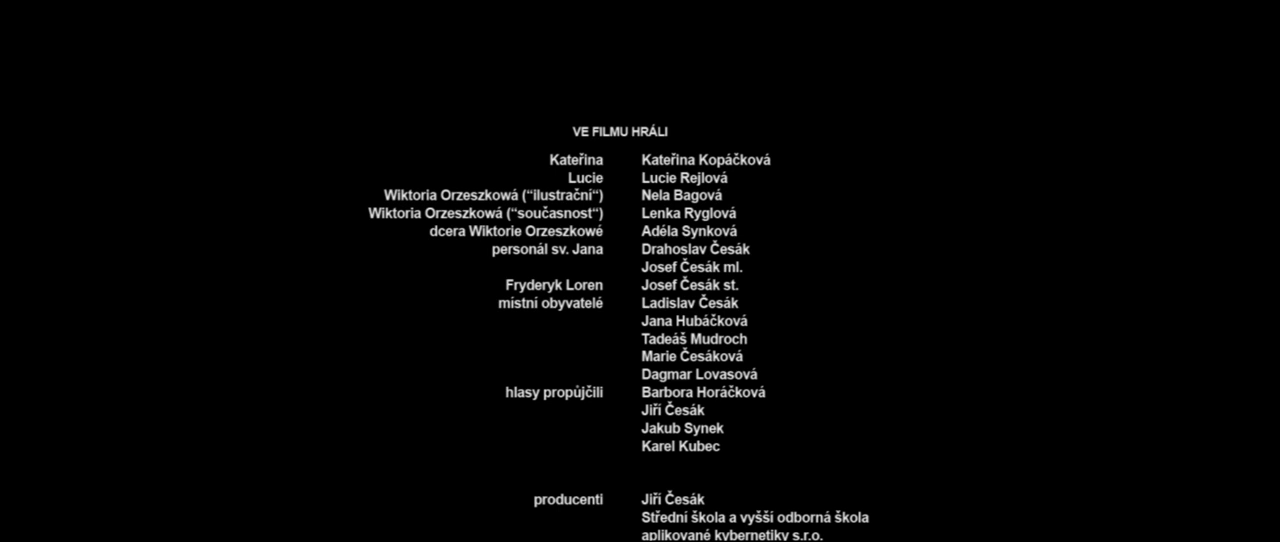 VE FILMU HRÁLI
Kateřina Kateřina Kopáčková
Lucie Lucie Rejlová
Wiktoria Orzeszkowá (“ilustrační“) Nela Bagová
Wiktoria Orzeszkowá (“současnost“) Lenka Ryglová
dcera Wiktorie Orzeszkowé Adéla Synková
personál sv. Jana Drahoslav Česák
Josef Česák ml.
Fryderyk Loren Josef Česák st.
místní obyvatelé Ladislav Česák
Jana Hubáčková
Tadeáš Mudroch
Marie Česáková
Dagmar Lovasová
hlasy propůjčili Barbora Horáčková
Jiří Česák
Jakub Synek
Karel Kubec
producenti Jiří Česák
Střední škola a vyšší odborná škola
aplikované kybernetiky s.r.o.